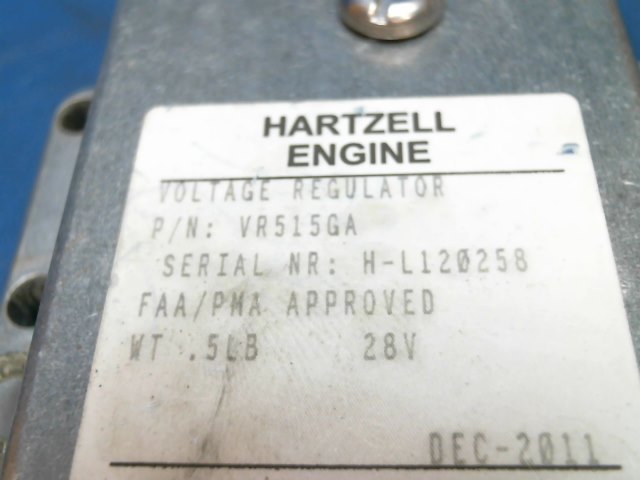 HARTZELL
ENGINE
VOLTAGE REGULATOR
P/N: VR515GA
SERIAL NR: H-L120258
FAA/PMA APPROVED
WT .5LB 28V
DEC-2011